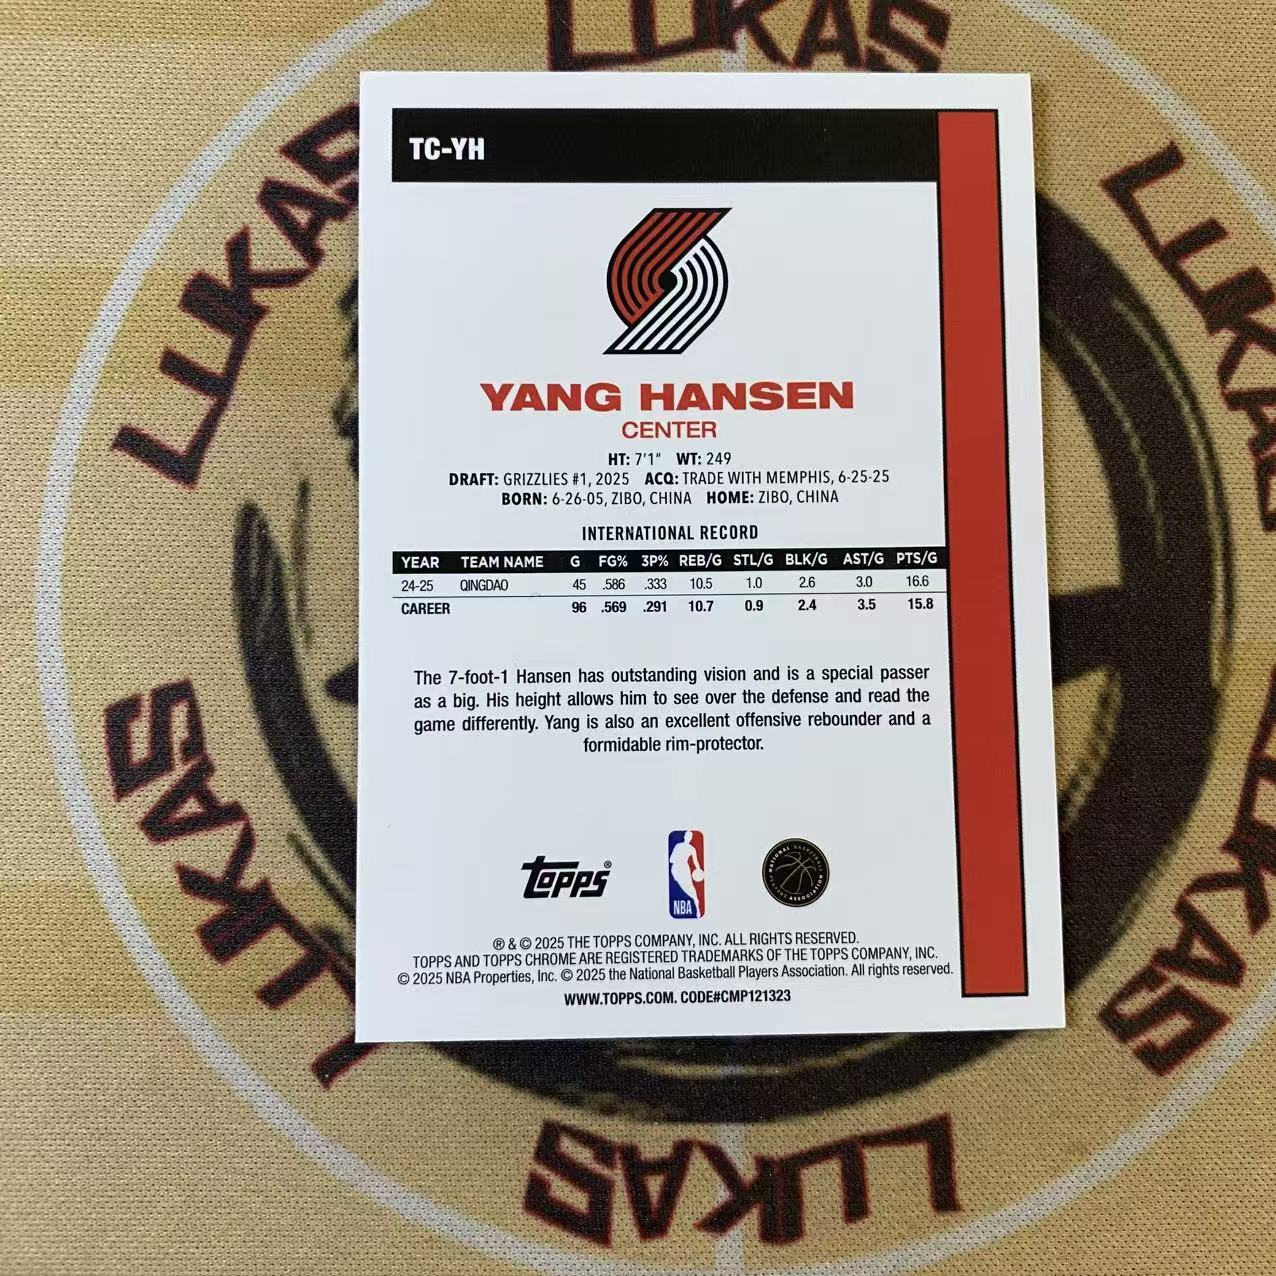 LUKAS
LUKAS
LUKAS
TC-YH
YANG HANSEN
CENTER
HT: 7'1" WT: 249
DRAFT: GRIZZLIES #1, 2025 ACQ: TRADE WITH MEMPHIS, 6-25-25
BORN: 6-26-05, ZIBO, CHINA HOME: ZIBO, CHINA
INTERNATIONAL RECORD
YEAR TEAM NAME G FG% 3P% REB/G STL/G BLK/G AST/G PTS/G
24-25 QINGDAO 45 .586 .333 10.5 1.0 2.6 3.0 16.6
CAREER 96 .569 .291 10.7 0.9 2.4 3.5 15.8
The 7-foot-1 Hansen has outstanding vision and is a special passer
as a big. His height allows him to see over the defense and read the
game differently. Yang is also an excellent offensive rebounder and a
formidable rim-protector.
Topps®
NBA
NATIONAL BASKETBALL PLAYERS ASSOCIATION
® & © 2025 THE TOPPS COMPANY, INC. ALL RIGHTS RESERVED.
TOPPS AND TOPPS CHROME ARE REGISTERED TRADEMARKS OF THE TOPPS COMPANY, INC.
© 2025 NBA Properties, Inc. © 2025 the National Basketball Players Association. All rights reserved.
WWW.TOPPS.COM. CODE#CMP121323
LUKAS
LUKAS
LUKAS